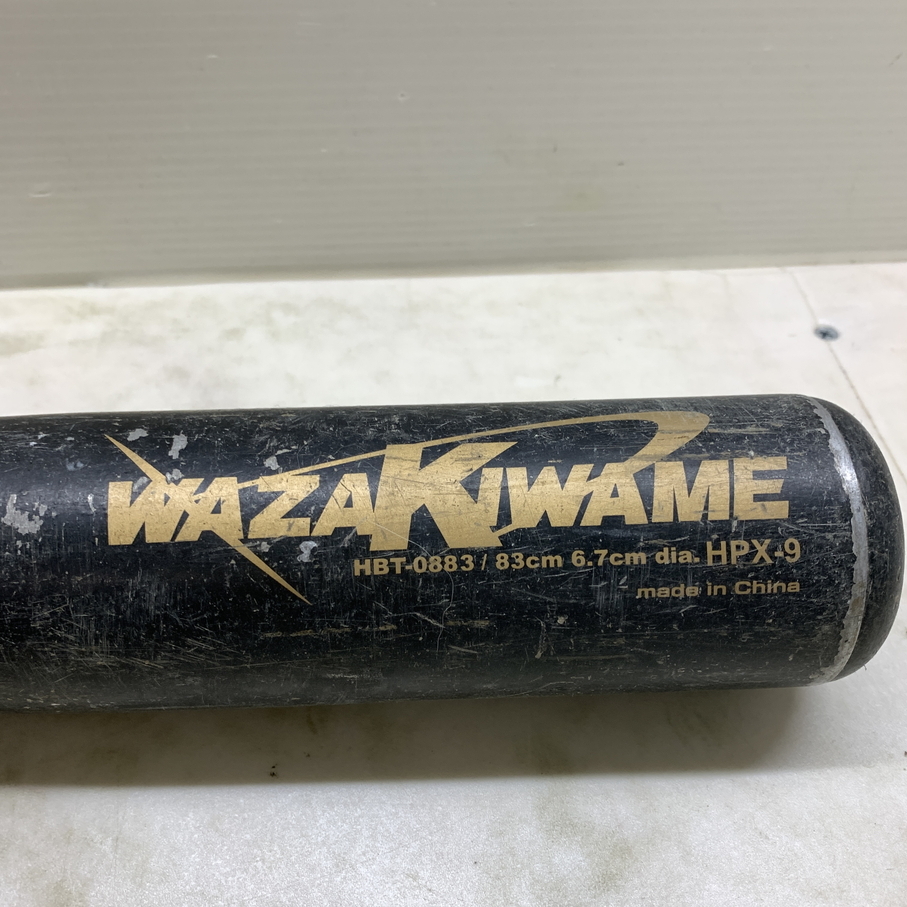 WAZAKIWAME
HBT-0883 / 83cm 6.7cm dia. HPX-9
made in China